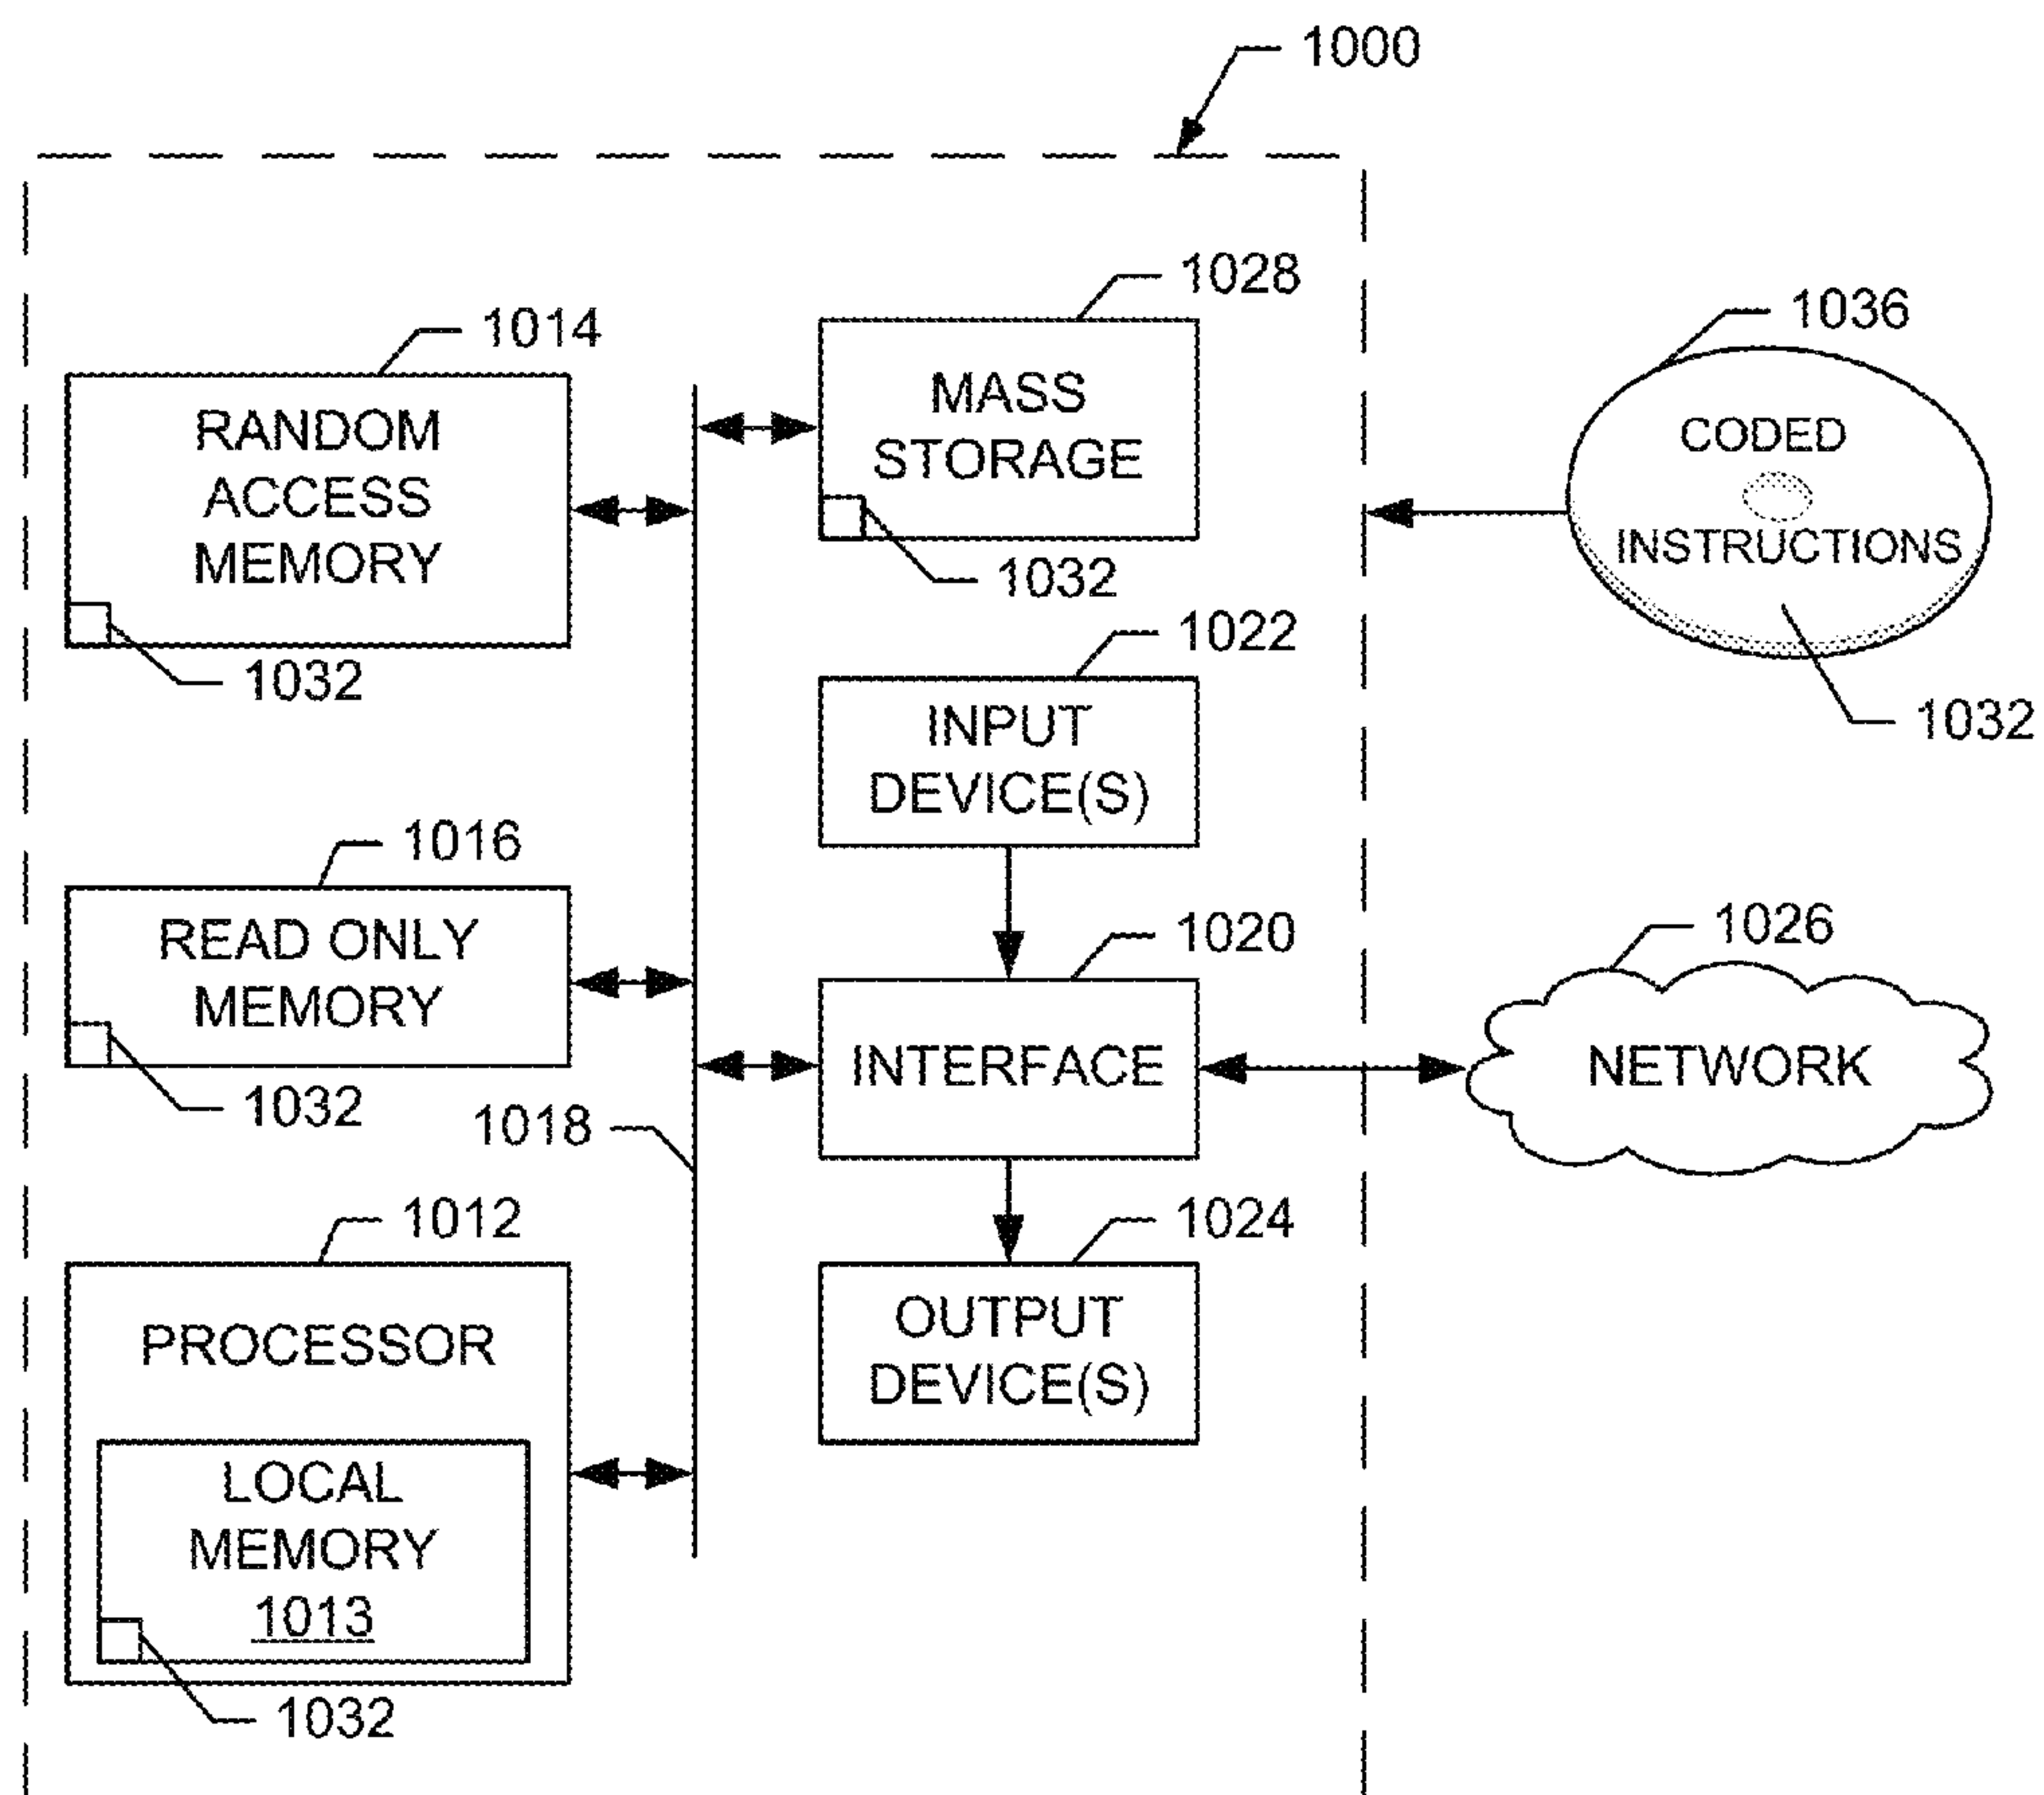 1000
1028
1014
1036
RANDOM
ACCESS
MEMORY
MASS
STORAGE
CODED
INSTRUCTIONS
1032
1032
1022
1032
INPUT
DEVICE(S)
1016
READ ONLY
MEMORY
1020
1026
INTERFACE
NETWORK
1032
1018
1012
1024
PROCESSOR
OUTPUT
DEVICE(S)
LOCAL
MEMORY
1013
1032